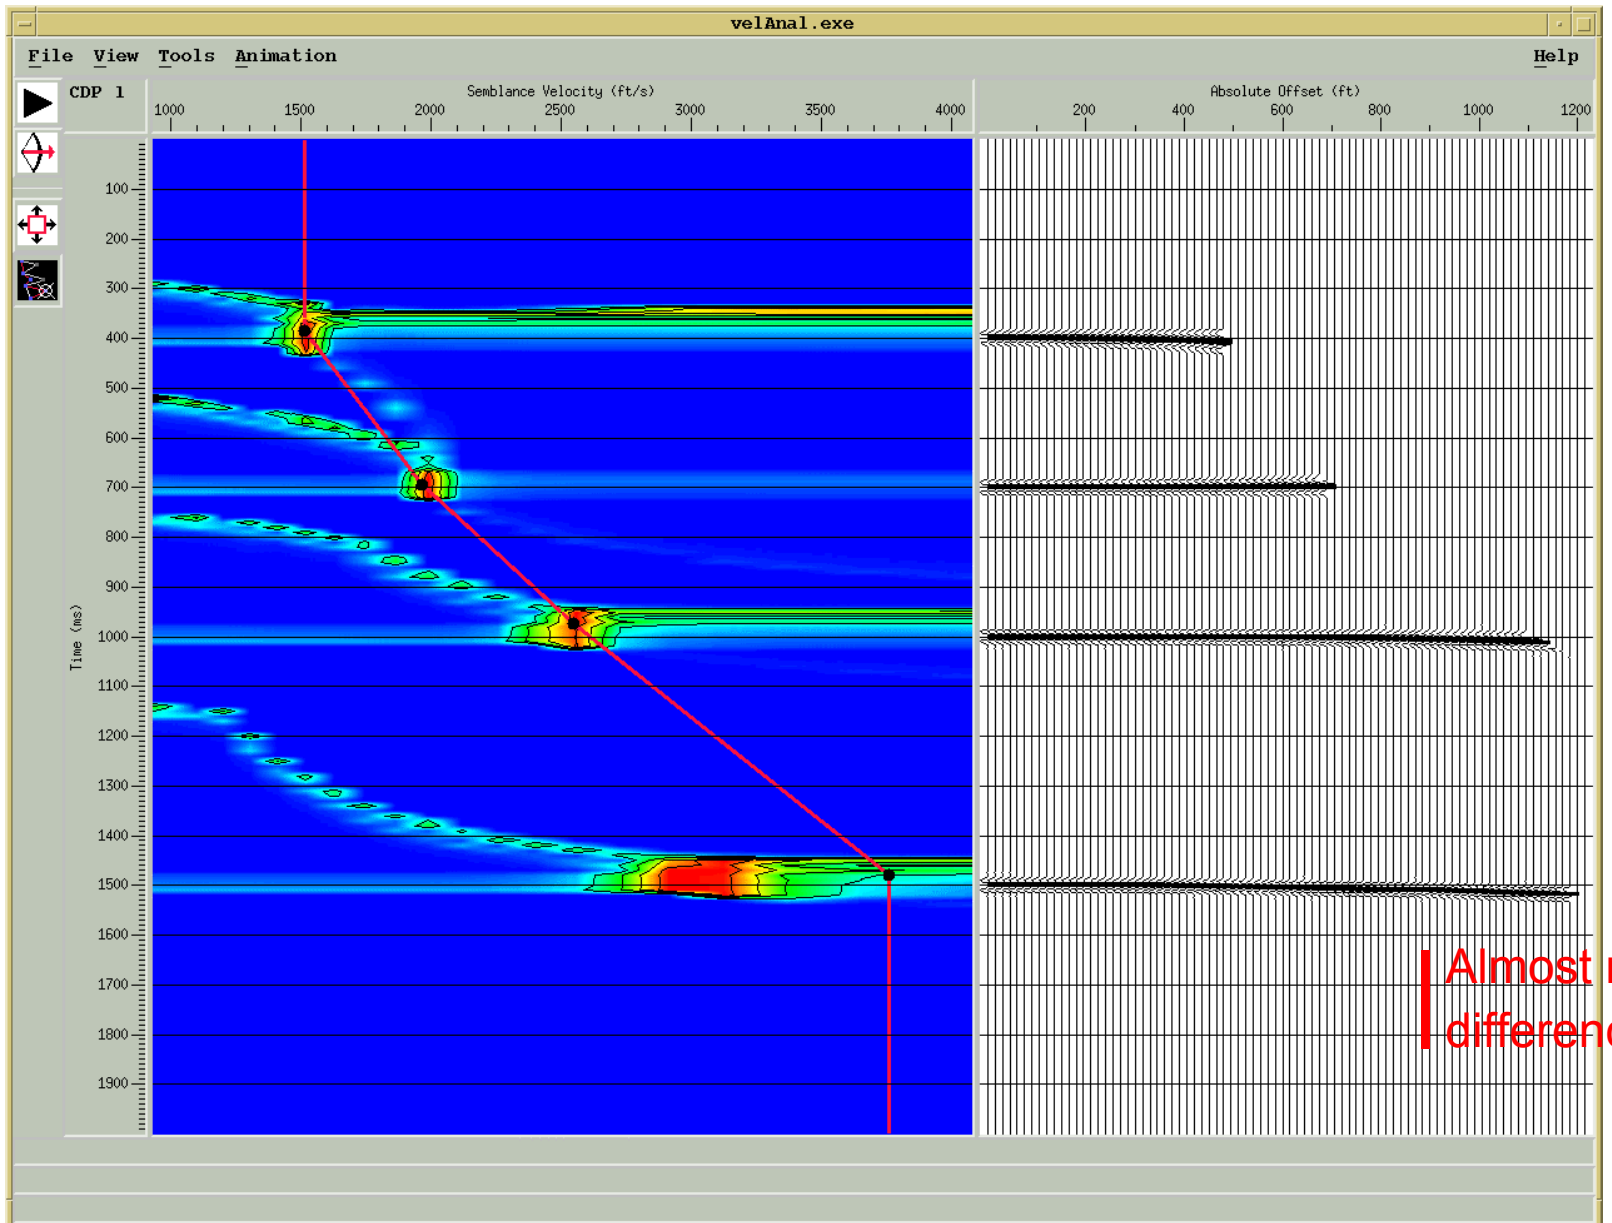 velAnal.exe
File View Tools Animation Help
CDP 1
Semblance Velocity (ft/s)
1000 1500 2000 2500 3000 3500 4000
Absolute Offset (ft)
200 400 600 800 1000 1200
Time (ms)
100
200
300
400
500
600
700
800
900
1000
1100
1200
1300
1400
1500
1600
1700
1800
1900
Almost